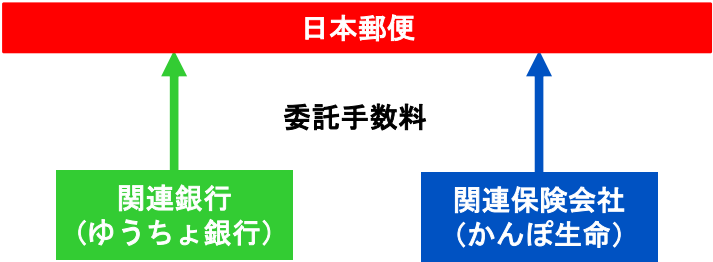 日本郵便
委託手数料
関連銀行
（ゆうちょ銀行）
関連保険会社
（かんぽ生命）